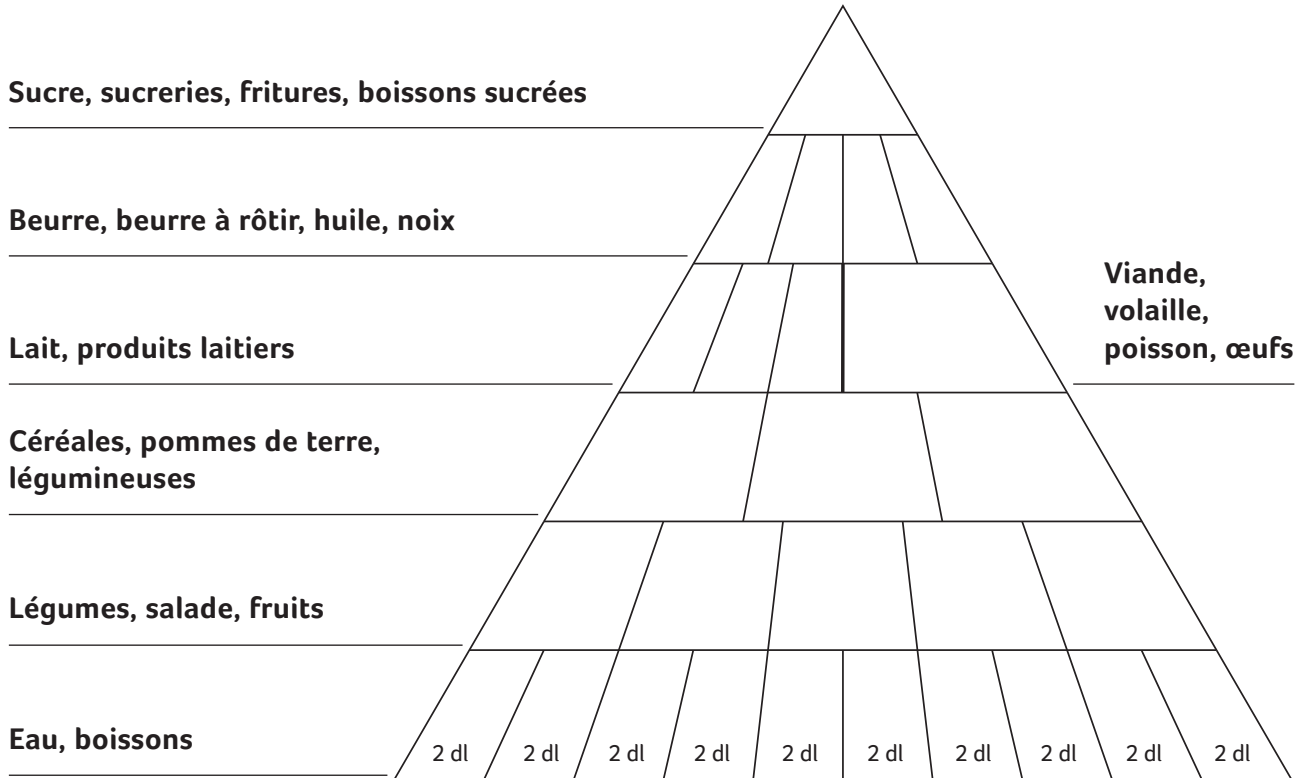 Sucre, sucreries, fritures, boissons sucrées
Beurre, beurre à rôtir, huile, noix
Viande,
volaille,
poisson, œufs
Lait, produits laitiers
Céréales, pommes de terre,
légumineuses
Légumes, salade, fruits
Eau, boissons
2 dl 2 dl 2 dl 2 dl 2 dl 2 dl 2 dl 2 dl 2 dl 2 dl